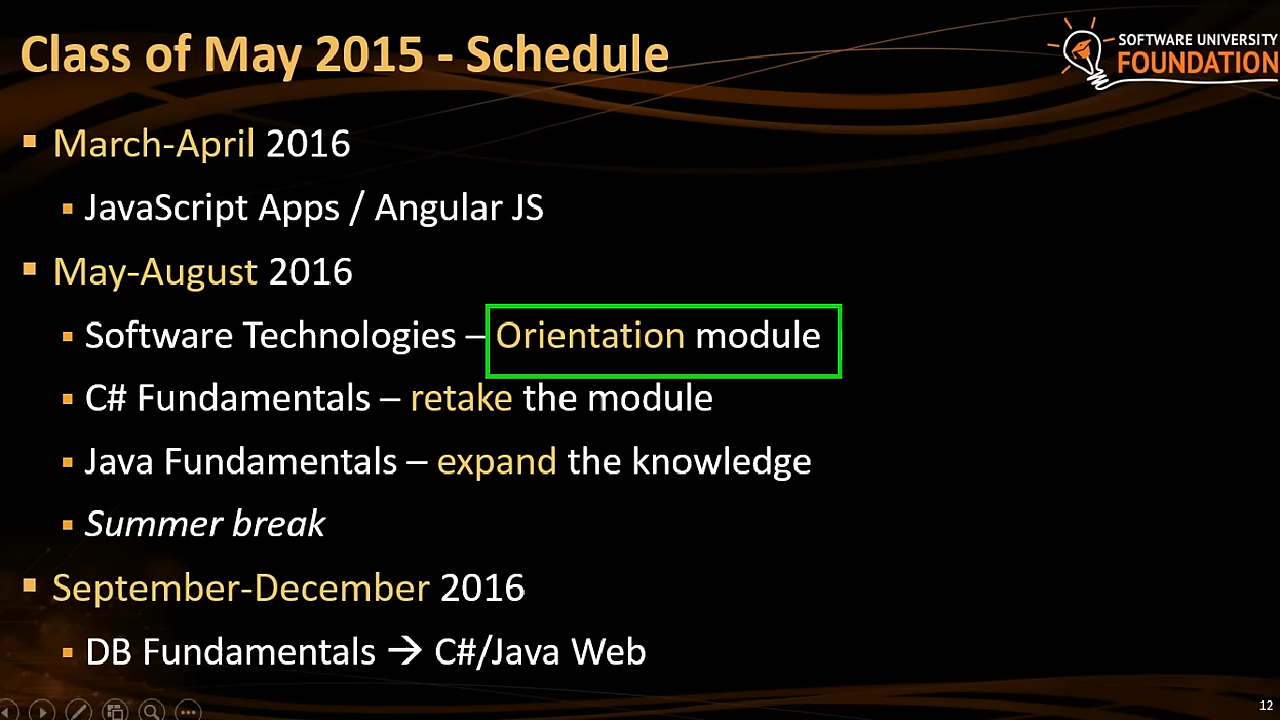 Class of May 2015 - Schedule
SOFTWARE UNIVERSITY
FOUNDATION
March-April 2016
JavaScript Apps / Angular JS
May-August 2016
Software Technologies – Orientation module
C# Fundamentals – retake the module
Java Fundamentals – expand the knowledge
Summer break
September-December 2016
DB Fundamentals → C#/Java Web
12